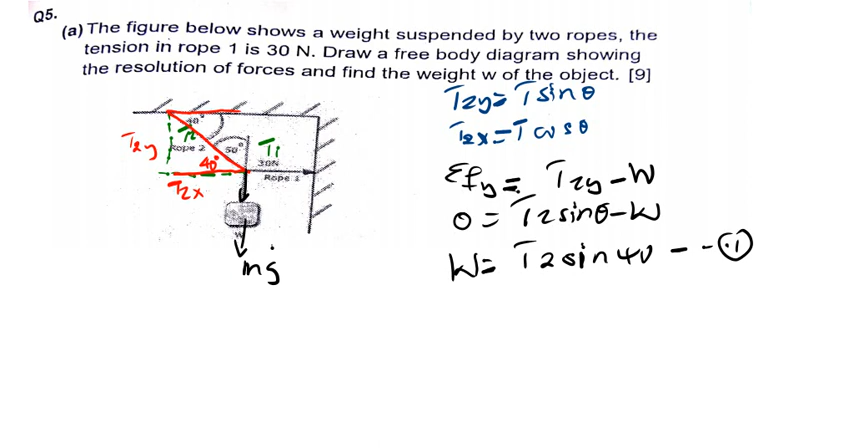 Q5.
(a) The figure below shows a weight suspended by two ropes, the
tension in rope 1 is 30 N. Draw a free body diagram showing
the resolution of forces and find the weight w of the object. [9]
T2y = T sin θ
T2x = T cos θ
40°
T2
T2y
Rope 2
50°
T1
40°
30N
Rope 1
T2x
Σfy = T2y - W
0 = T2 sinθ - W
W = T2 sin 40 - - (1)
W
mg